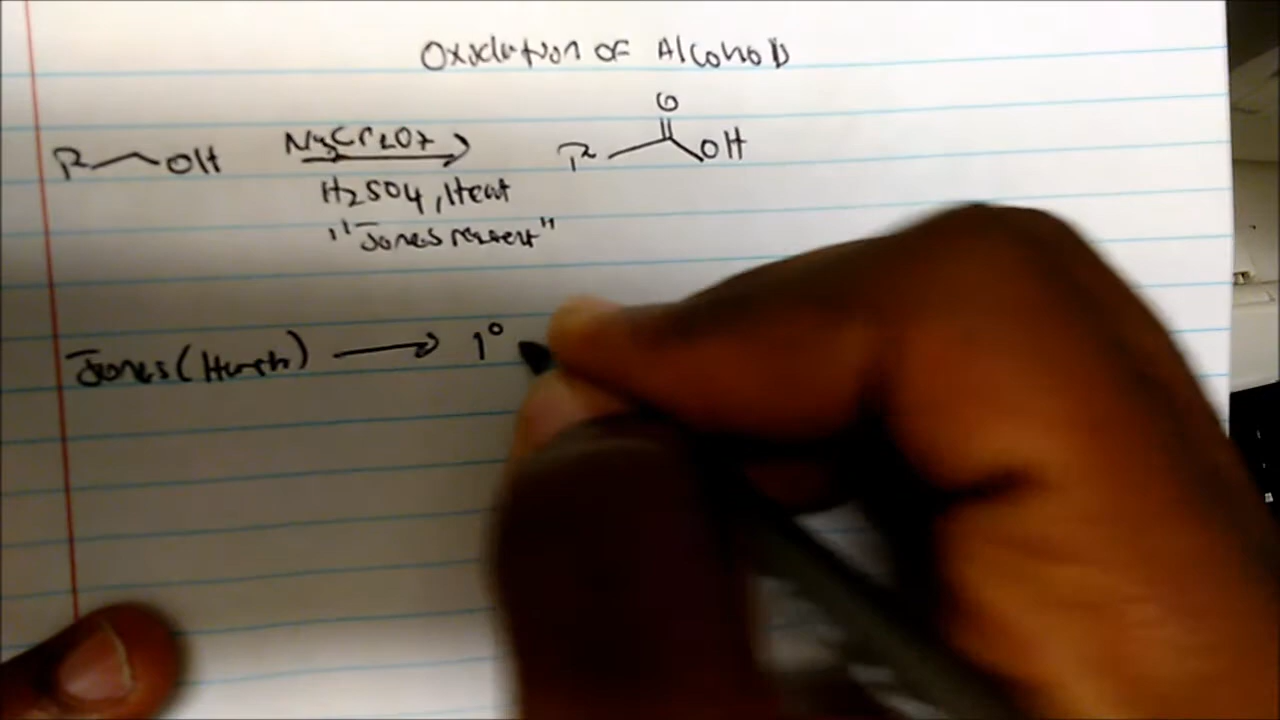 Oxidation of Alcohols
R OH Na2Cr2O7 R O OH
H2SO4, Heat
"Jones reagent"
Jones (Harsh) → 1°